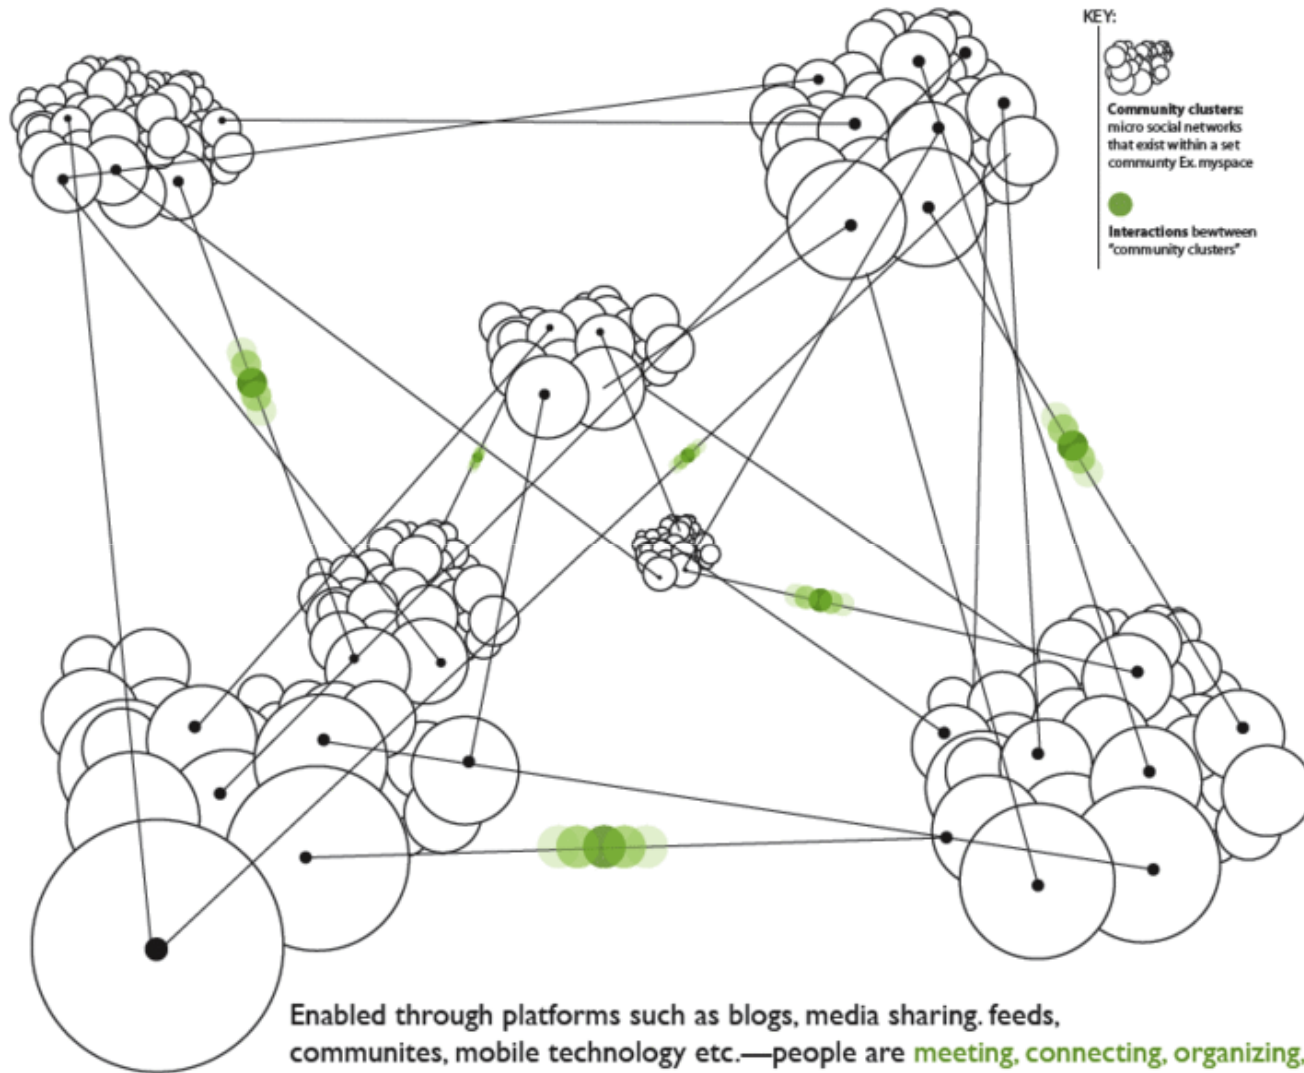 KEY:
Community clusters:
micro social networks
that exist within a set
communty Ex. myspace
Interactions bewtween
"community clusters"
Enabled through platforms such as blogs, media sharing. feeds,
communites, mobile technology etc.—people are meeting, connecting, organizing,